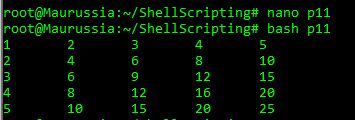 root@Maurussia:~/ShellScripting# nano p11
root@Maurussia:~/ShellScripting# bash p11
1 2 3 4 5
2 4 6 8 10
3 6 9 12 15
4 8 12 16 20
5 10 15 20 25